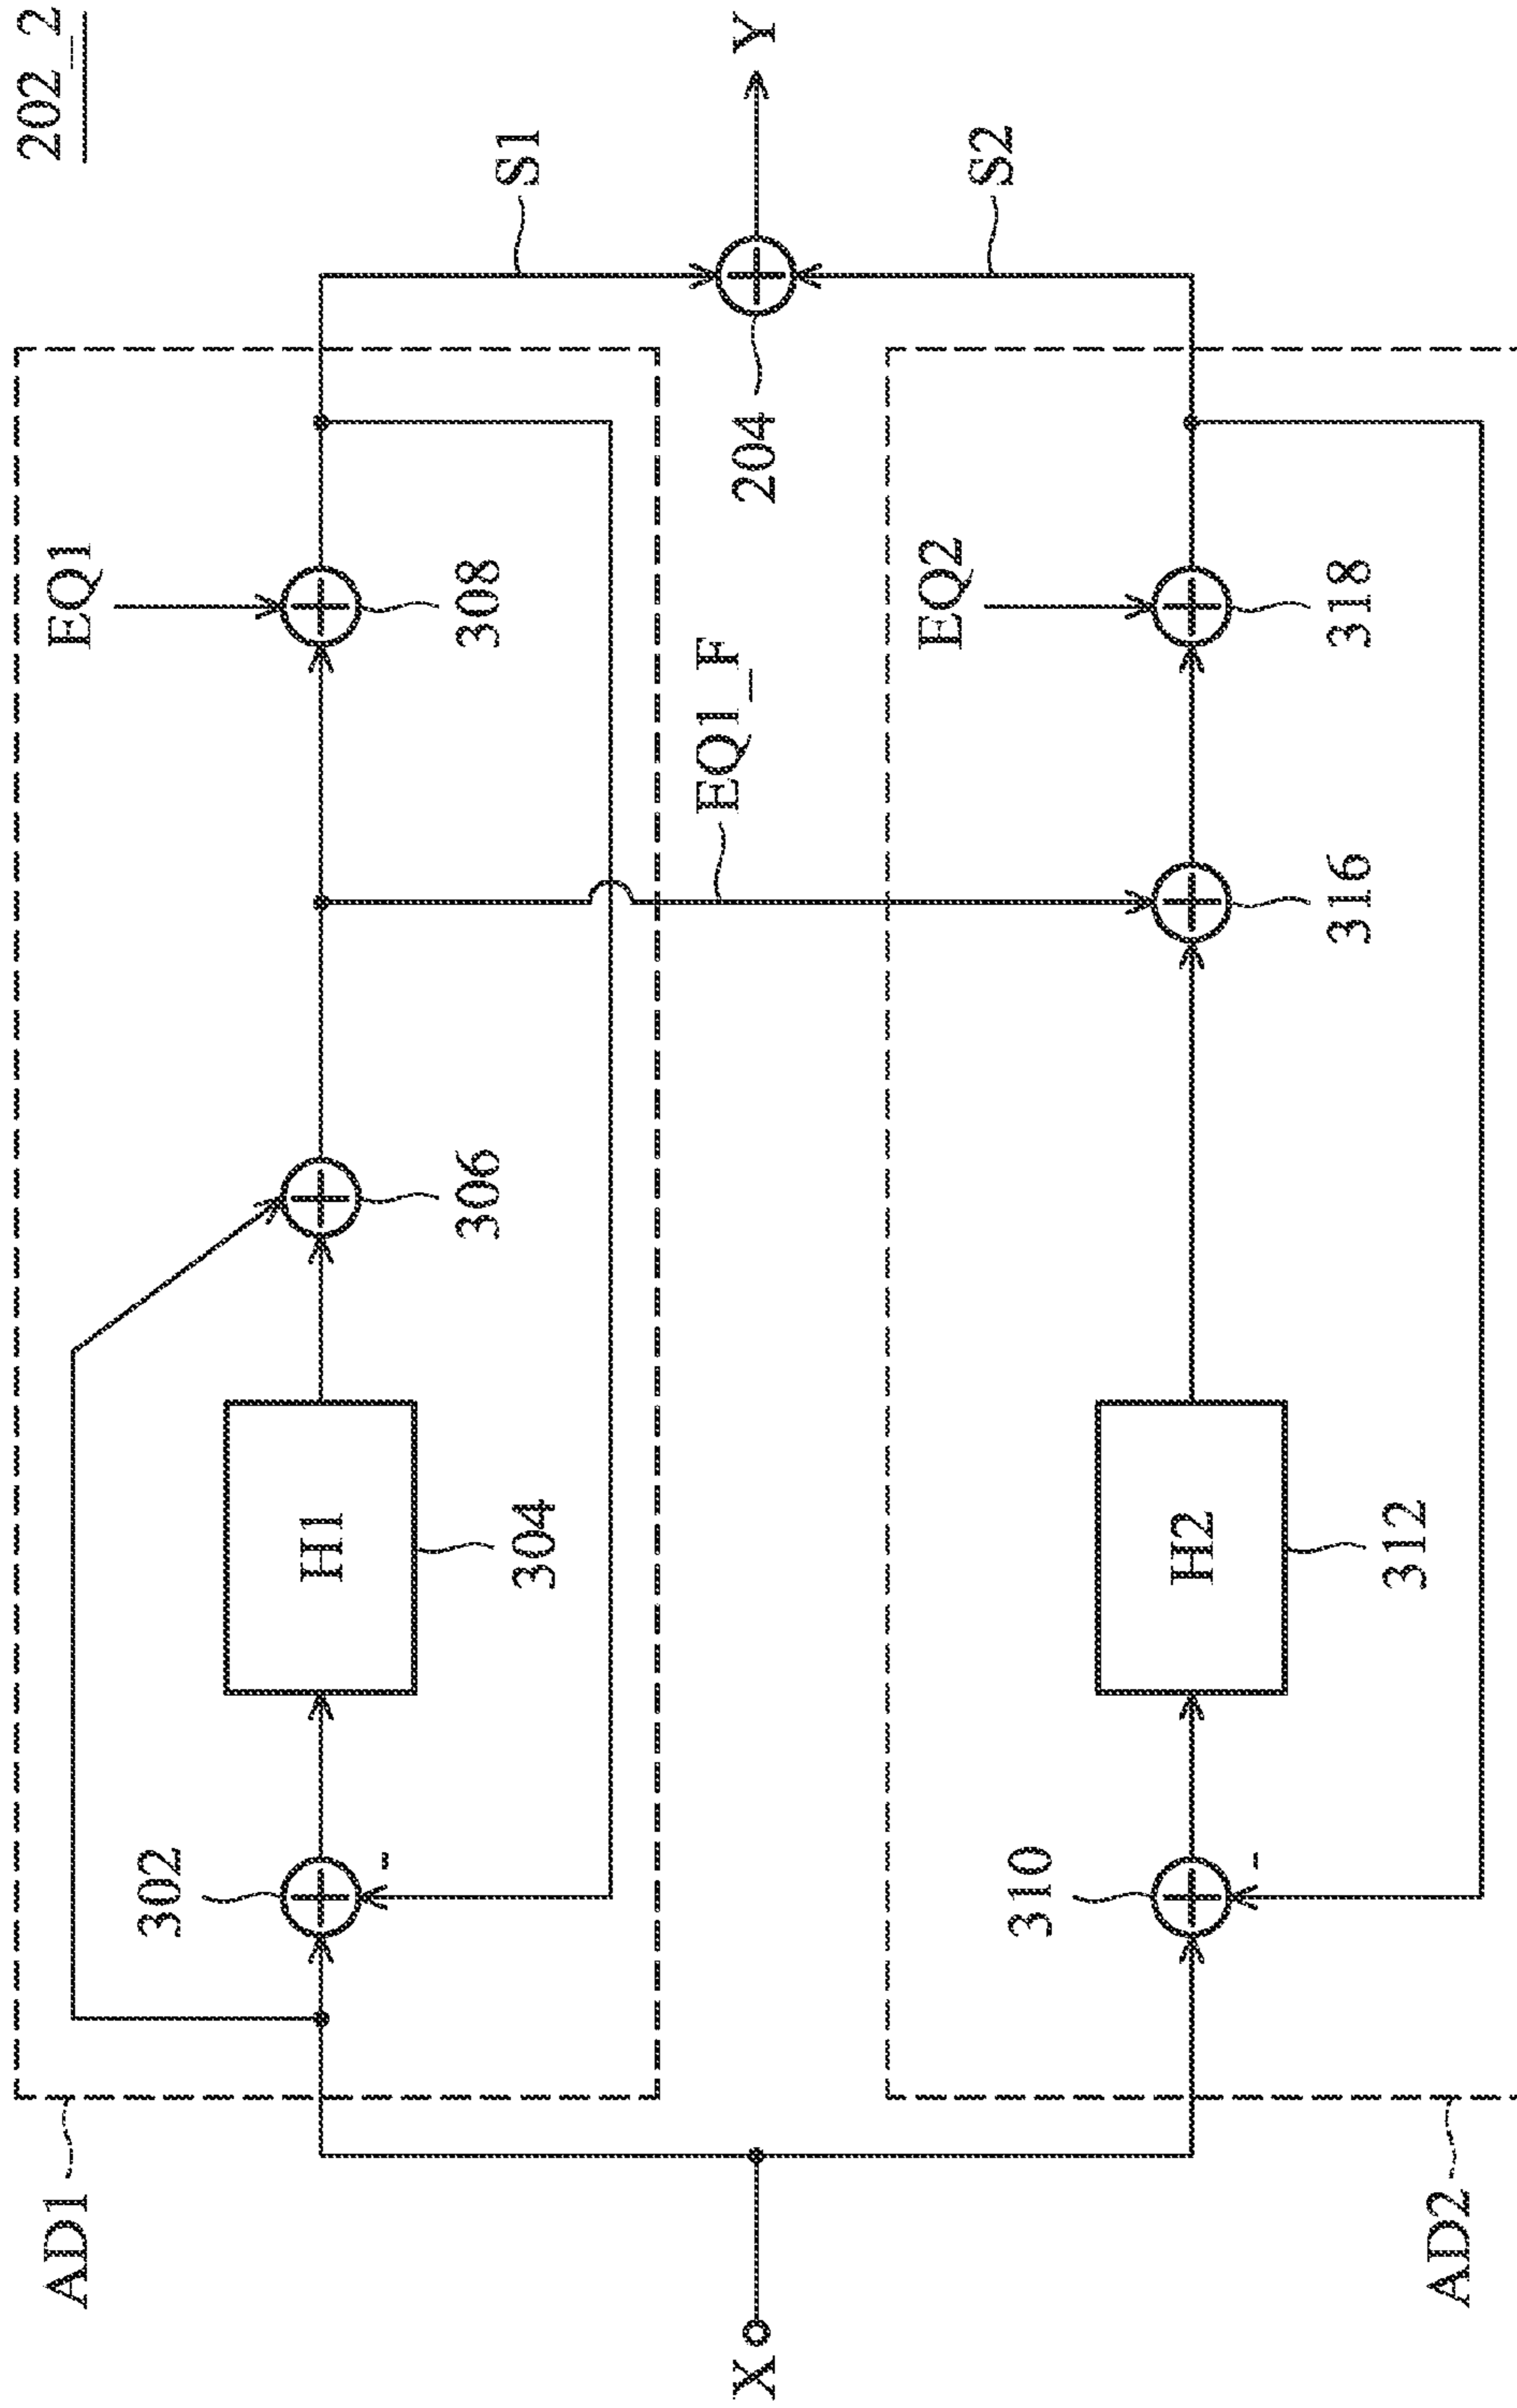 202_2
AD1
EQ1
302
H1
304
306
308
S1
EQ1_F
X
204
Y
S2
EQ2
310
H2
312
316
318
AD2
-
-